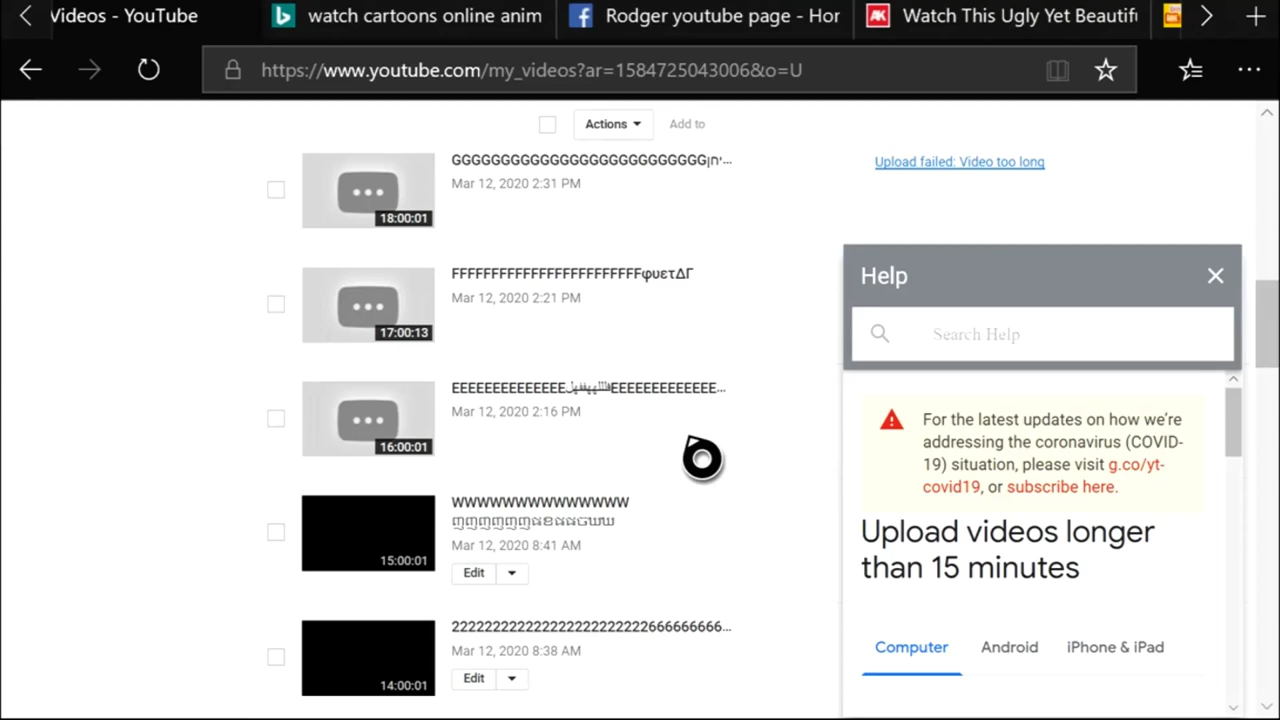 Videos - YouTube
watch cartoons online anim
Rodger youtube page - Hor
Watch This Ugly Yet Beautif
https://www.youtube.com/my_videos?ar=1584725043006&o=U
Actions
Add to
Upload failed: Video too long
Mar 12, 2020 2:31 PM
18:00:01
FFFFFFFFFFFFFFFFFFFFFFFFφυετΔΓ
Mar 12, 2020 2:21 PM
17:00:13
Mar 12, 2020 2:16 PM
16:00:01
WWWWWWWWWWWWWW
Mar 12, 2020 8:41 AM
15:00:01
Edit
Mar 12, 2020 8:38 AM
14:00:01
Edit
Help
Search Help
For the latest updates on how we're
addressing the coronavirus (COVID-
19) situation, please visit g.co/yt-
covid19, or subscribe here.
Upload videos longer
than 15 minutes
Computer
Android
iPhone & iPad